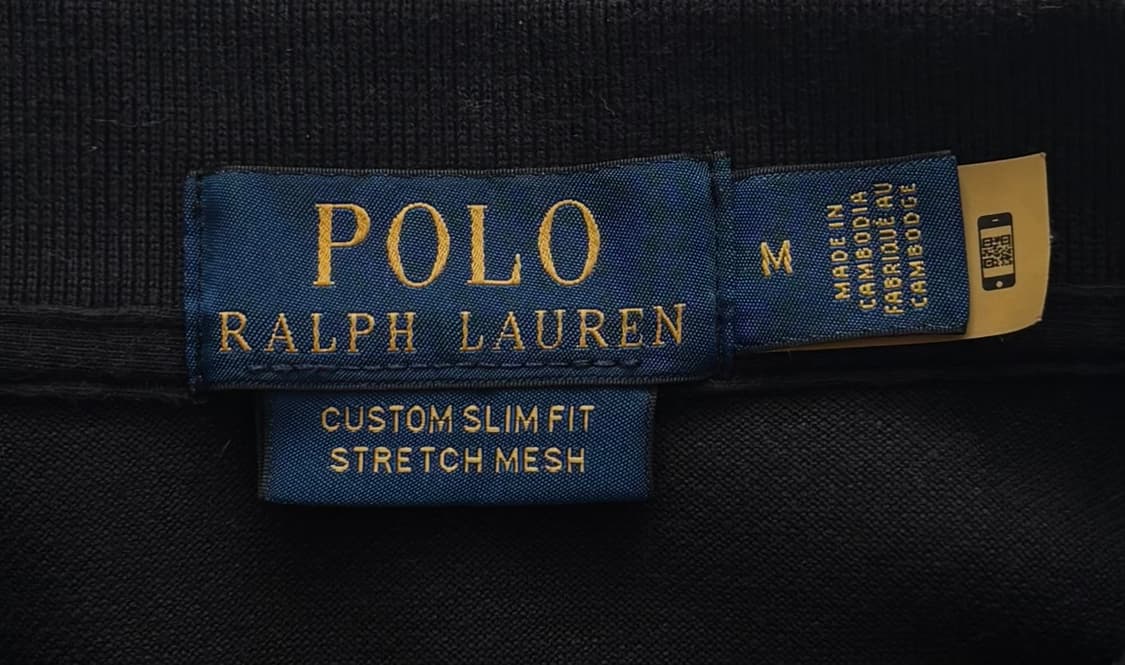 POLO
RALPH LAUREN
CUSTOM SLIM FIT
STRETCH MESH
M
MADE IN
CAMBODIA
FABRIQUÉ AU
CAMBODGE